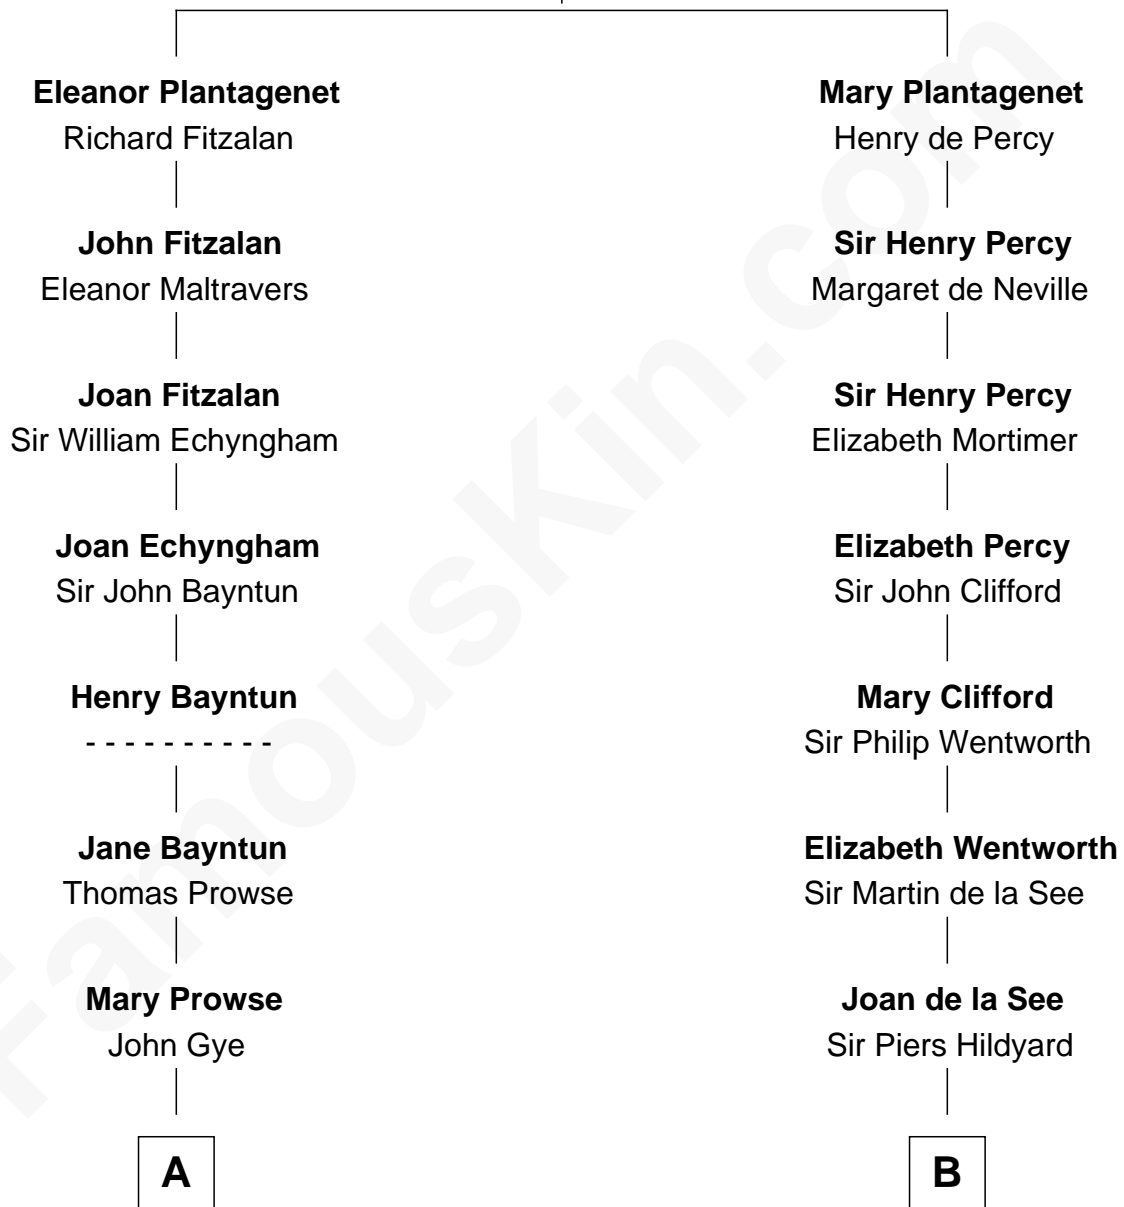 Eleanor Plantagenet
Richard Fitzalan
John Fitzalan
Eleanor Maltravers
Joan Fitzalan
Sir William Echyngham
Joan Echyngham
Sir John Bayntun
Henry Bayntun
- - - - - - - - - -
Jane Bayntun
Thomas Prowse
Mary Prowse
John Gye
A
Mary Plantagenet
Henry de Percy
Sir Henry Percy
Margaret de Neville
Sir Henry Percy
Elizabeth Mortimer
Elizabeth Percy
Sir John Clifford
Mary Clifford
Sir Philip Wentworth
Elizabeth Wentworth
Sir Martin de la See
Joan de la See
Sir Piers Hildyard
B
FamousKin.com